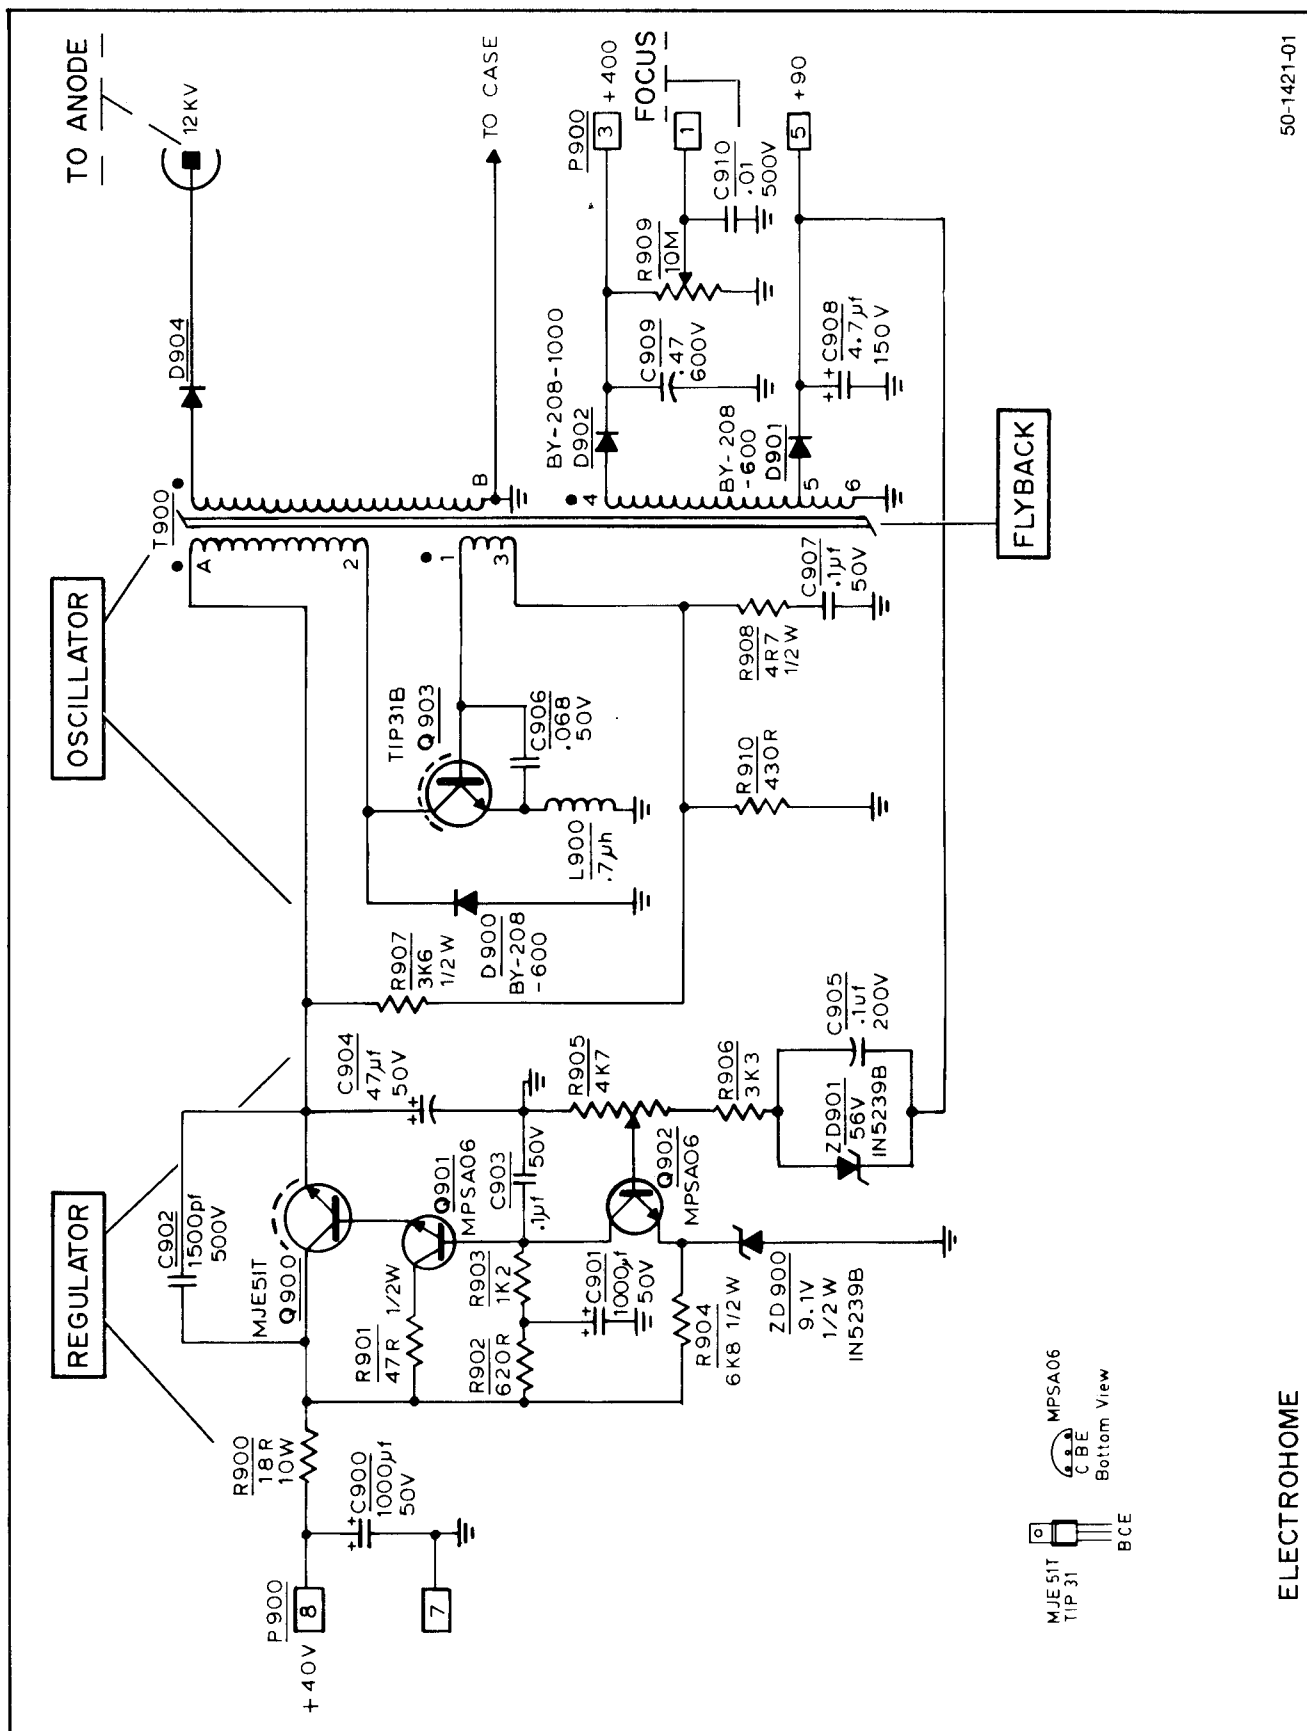 TO ANODE
12KV
OSCILLATOR
T900
D904
TO CASE
A
2
B
1
3
REGULATOR
C902
1500pf
500V
MJE51T
Q900
R900
18R
10W
P900
8
+40V
+
+
C900
1000µf
50V
7
R901
47R
1/2W
Q901
MPSA06
R902
620R
R903
1K2
C903
.1µf
50V
+
+
C901
1000µf
50V
C904
47µf
50V
+
+
R907
3K6
1/2W
TIP31B
Q903
C906
.068
50V
L900
.7µh
D900
BY-208
-600
R905
4K7
Q902
MPSA06
R904
6K8 1/2W
R906
3K3
ZD900
9.1V
1/2W
IN5239B
ZD901
56V
IN5239B
C905
.1uf
200V
R910
430R
R908
4R7
1/2W
C907
.1µf
50V
4
5
6
BY-208-1000
D902
C909
.47
600V
R909
10M
P900
3
+400
FOCUS
1
C910
.01
500V
BY-208
-600
D901
+
+
C908
4.7µf
150V
5
+90
FLYBACK
MJE51T
TIP 31
BCE
MPSA06
C B E
Bottom View
ELECTROHOME
50-1421-01